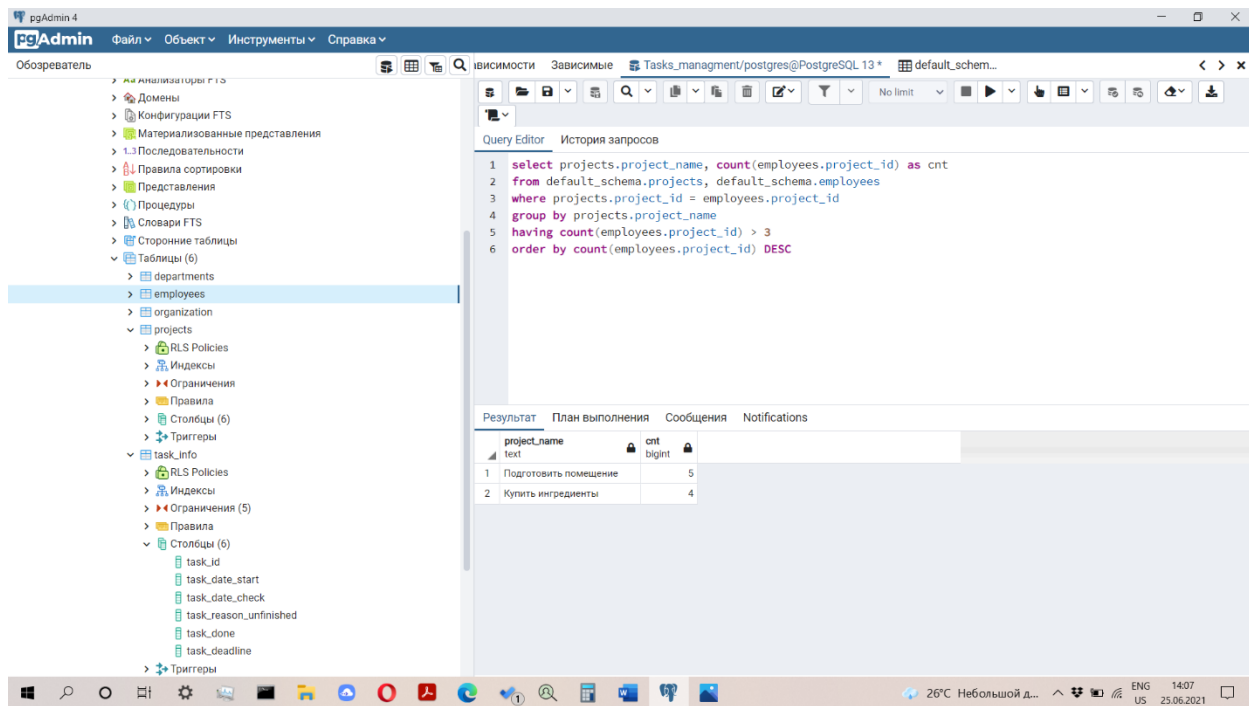 pgAdmin 4
pgAdmin Файл Объект Инструменты Справка
Обозреватель
Анализаторы FTS
Домены
Конфигурации FTS
Материализованные представления
1..3 Последовательности
Правила сортировки
Представления
Процедуры
Словари FTS
Сторонние таблицы
Таблицы (6)
departments
employees
organization
projects
RLS Policies
Индексы
Ограничения
Правила
Столбцы (6)
Триггеры
task_info
RLS Policies
Индексы
Ограничения (5)
Правила
Столбцы (6)
task_id
task_date_start
task_date_check
task_reason_unfinished
task_done
task_deadline
Триггеры
ависимости Зависимые Tasks_managment/postgres@PostgreSQL 13 * default_schem...
No limit
Query Editor История запросов
1 select projects.project_name, count(employees.project_id) as cnt
2 from default_schema.projects, default_schema.employees
3 where projects.project_id = employees.project_id
4 group by projects.project_name
5 having count(employees.project_id) > 3
6 order by count(employees.project_id) DESC
Результат План выполнения Сообщения Notifications
project_name cnt
text bigint
1 Подготовить помещение 5
2 Купить ингредиенты 4
26°C Небольшой д... ENG 14:07
US 25.06.2021